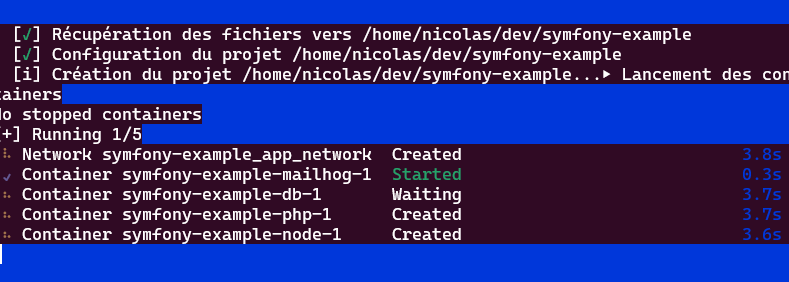 [√] Récupération des fichiers vers /home/nicolas/dev/symfony-example
[√] Configuration du projet /home/nicolas/dev/symfony-example
[i] Création du projet /home/nicolas/dev/symfony-example...► Lancement des con
tainers
No stopped containers
[+] Running 1/5
⠦ Network symfony-example_app_network Created 3.8s
✓ Container symfony-example-mailhog-1 Started 0.3s
⠦ Container symfony-example-db-1 Waiting 3.7s
⠦ Container symfony-example-php-1 Created 3.7s
⠦ Container symfony-example-node-1 Created 3.6s